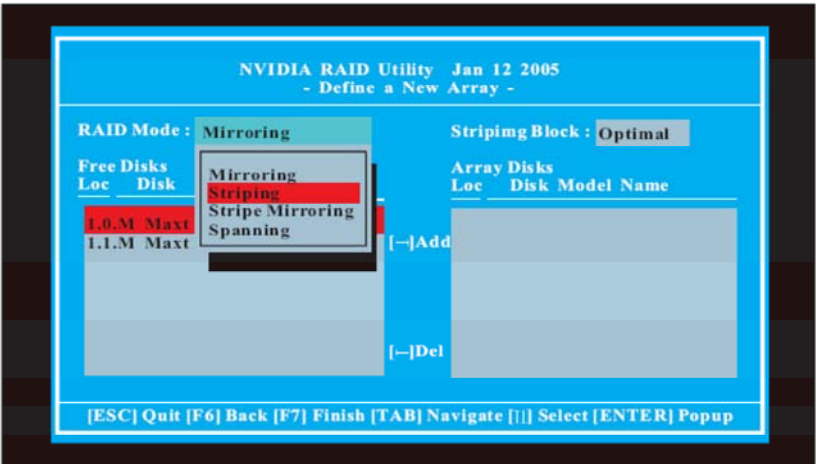 NVIDIA RAID Utility Jan 12 2005
- Define a New Array -
RAID Mode : Mirroring
Stripimg Block : Optimal
Free Disks
Loc Disk
Array Disks
Loc Disk Model Name
Mirroring
Striping
Stripe Mirroring
Spanning
1.0.M Maxt
1.1.M Maxt
[→]Add
[←]Del
[ESC] Quit [F6] Back [F7] Finish [TAB] Navigate [↑↓] Select [ENTER] Popup